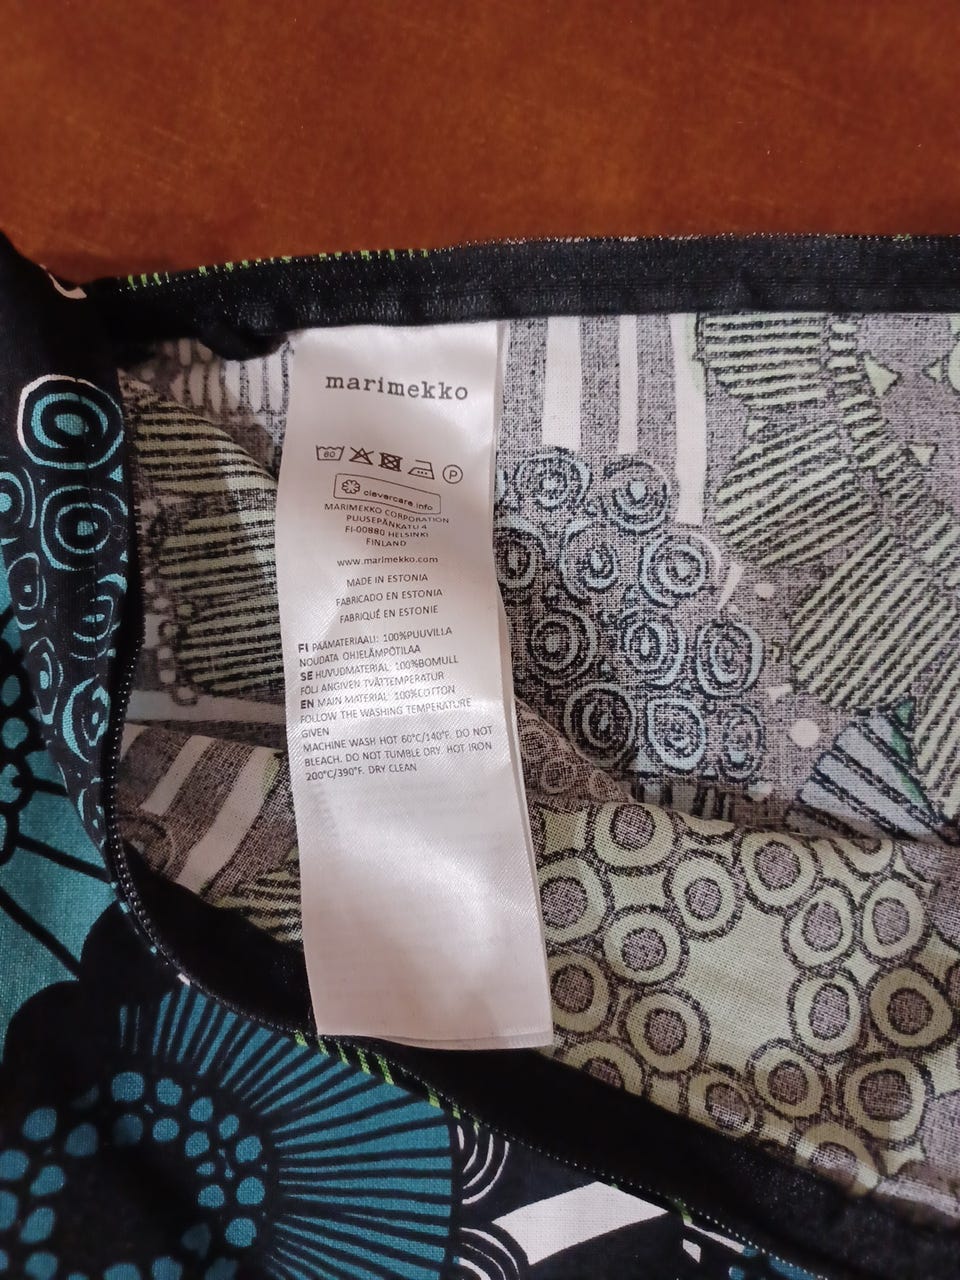 marimekko
60
P
clevercare.info
MARIMEKKO CORPORATION
PUUSEPÄNKATU 4
FI-00880 HELSINKI
FINLAND
www.marimekko.com
MADE IN ESTONIA
FABRICADO EN ESTONIA
FABRIQUÉ EN ESTONIE
FI PÄÄMATERIAALI: 100%PUUVILLA
NOUDATA OHJELÄMPÖTILAA
SE HUVUDMATERIAL: 100%BOMULL
FÖLJ ANGIVEN TVÄTTEMPERATUR
EN MAIN MATERIAL: 100%COTTON
FOLLOW THE WASHING TEMPERATURE
GIVEN
MACHINE WASH HOT 60°C/140°F. DO NOT
BLEACH. DO NOT TUMBLE DRY. HOT IRON
200°C/390°F. DRY CLEAN